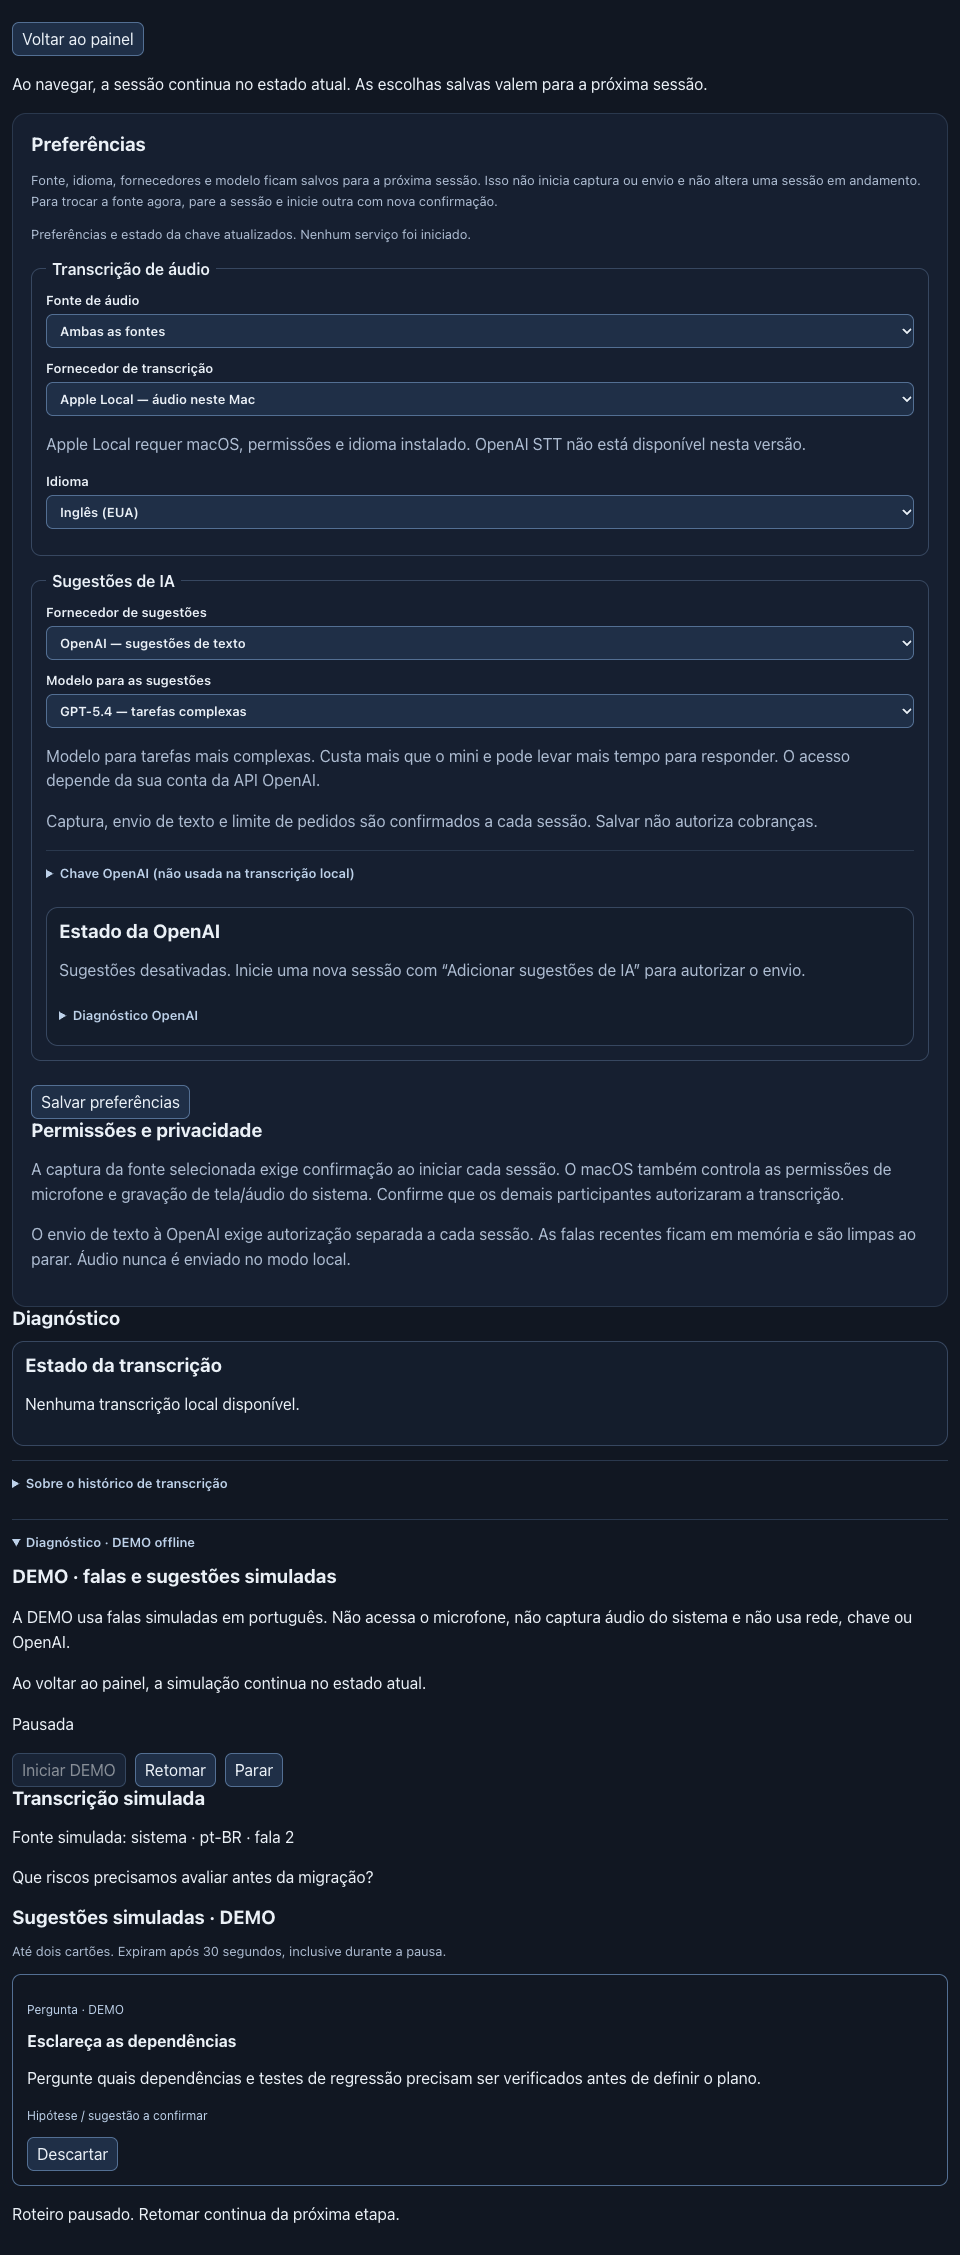 Voltar ao painel
Ao navegar, a sessão continua no estado atual. As escolhas salvas valem para a próxima sessão.
Preferências
Fonte, idioma, fornecedores e modelo ficam salvos para a próxima sessão. Isso não inicia captura ou envio e não altera uma sessão em andamento.
Para trocar a fonte agora, pare a sessão e inicie outra com nova confirmação.
Preferências e estado da chave atualizados. Nenhum serviço foi iniciado.
Transcrição de áudio
Fonte de áudio
Ambas as fontes
Fornecedor de transcrição
Apple Local — áudio neste Mac
Apple Local requer macOS, permissões e idioma instalado. OpenAI STT não está disponível nesta versão.
Idioma
Inglês (EUA)
Sugestões de IA
Fornecedor de sugestões
OpenAI — sugestões de texto
Modelo para as sugestões
GPT-5.4 — tarefas complexas
Modelo para tarefas mais complexas. Custa mais que o mini e pode levar mais tempo para responder. O acesso
depende da sua conta da API OpenAI.
Captura, envio de texto e limite de pedidos são confirmados a cada sessão. Salvar não autoriza cobranças.
Chave OpenAI (não usada na transcrição local)
Estado da OpenAI
Sugestões desativadas. Inicie uma nova sessão com “Adicionar sugestões de IA” para autorizar o envio.
Diagnóstico OpenAI
Salvar preferências
Permissões e privacidade
A captura da fonte selecionada exige confirmação ao iniciar cada sessão. O macOS também controla as permissões de
microfone e gravação de tela/áudio do sistema. Confirme que os demais participantes autorizaram a transcrição.
O envio de texto à OpenAI exige autorização separada a cada sessão. As falas recentes ficam em memória e são limpas ao
parar. Áudio nunca é enviado no modo local.
Diagnóstico
Estado da transcrição
Nenhuma transcrição local disponível.
Sobre o histórico de transcrição
Diagnóstico · DEMO offline
DEMO · falas e sugestões simuladas
A DEMO usa falas simuladas em português. Não acessa o microfone, não captura áudio do sistema e não usa rede, chave ou
OpenAI.
Ao voltar ao painel, a simulação continua no estado atual.
Pausada
Iniciar DEMO Retomar Parar
Transcrição simulada
Fonte simulada: sistema · pt-BR · fala 2
Que riscos precisamos avaliar antes da migração?
Sugestões simuladas · DEMO
Até dois cartões. Expiram após 30 segundos, inclusive durante a pausa.
Pergunta · DEMO
Esclareça as dependências
Pergunte quais dependências e testes de regressão precisam ser verificados antes de definir o plano.
Hipótese / sugestão a confirmar
Descartar
Roteiro pausado. Retomar continua da próxima etapa.